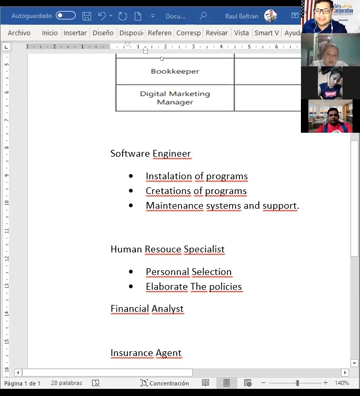 Autoguardado
Docu...
Raul Beltran
Archivo Inicio Insertar Diseño Disposi Referen Corresp Revisar Vista Smart V Ayuda
Bookkeeper
Digital Marketing
Manager
Software Engineer
Instalation of programs
Cretations of programs
Maintenance systems and support.
Human Resouce Specialist
Personnal Selection
Elaborate The policies
Financial Analyst
Insurance Agent
Página 1 de 1 28 palabras Concentración 140%